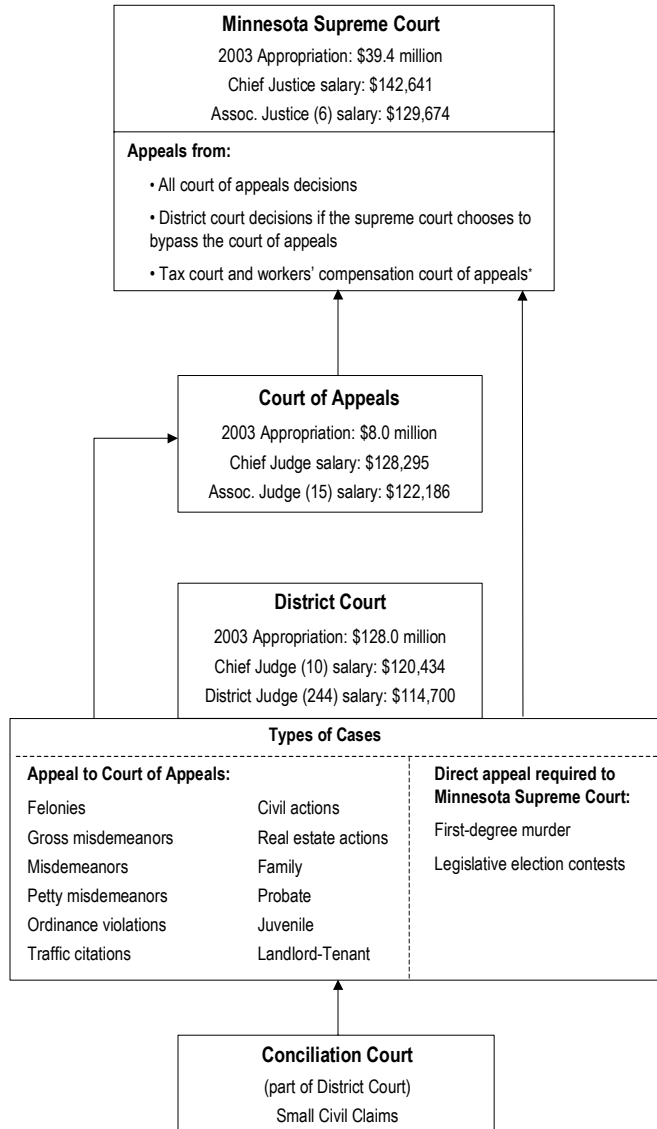 Minnesota Supreme Court
2003 Appropriation: $39.4 million
Chief Justice salary: $142,641
Assoc. Justice (6) salary: $129,674
Appeals from:
• All court of appeals decisions
• District court decisions if the supreme court chooses to
bypass the court of appeals
• Tax court and workers’ compensation court of appeals*
Court of Appeals
2003 Appropriation: $8.0 million
Chief Judge salary: $128,295
Assoc. Judge (15) salary: $122,186
District Court
2003 Appropriation: $128.0 million
Chief Judge (10) salary: $120,434
District Judge (244) salary: $114,700
Types of Cases
Appeal to Court of Appeals:
Felonies
Gross misdemeanors
Misdemeanors
Petty misdemeanors
Ordinance violations
Traffic citations
Civil actions
Real estate actions
Family
Probate
Juvenile
Landlord-Tenant
Direct appeal required to
Minnesota Supreme Court:
First-degree murder
Legislative election contests
Conciliation Court
(part of District Court)
Small Civil Claims